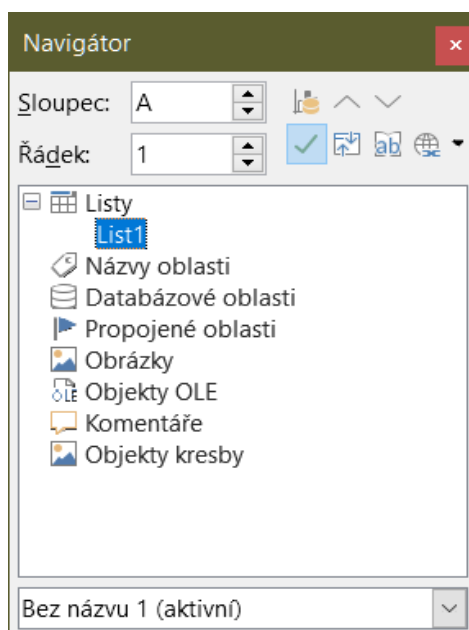 Navigátor
Sloupec: A
Řádek: 1
Listy
List1
Názvy oblasti
Databázové oblasti
Propojené oblasti
Obrázky
Objekty OLE
Komentáře
Objekty kresby
Bez názvu 1 (aktivní)